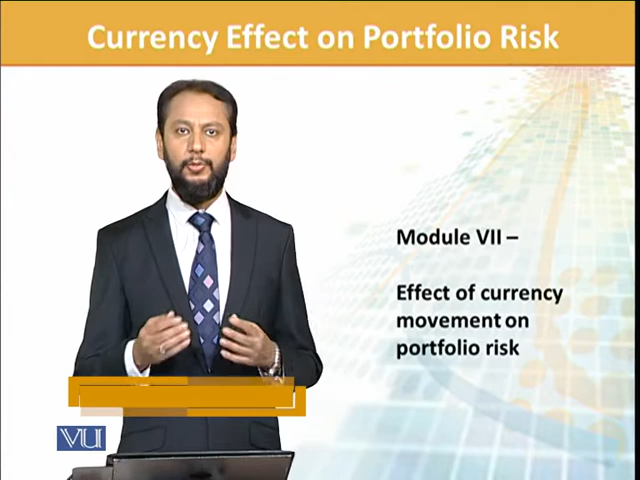 Currency Effect on Portfolio Risk
Module VII –
Effect of currency
movement on
portfolio risk
VU